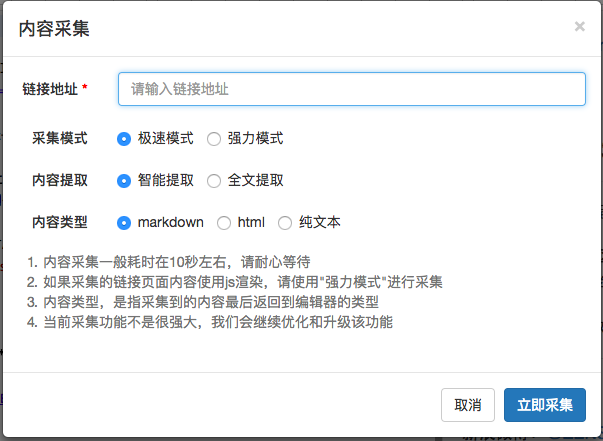 内容采集 ×
链接地址 * 请输入链接地址
采集模式 极速模式 强力模式
内容提取 智能提取 全文提取
内容类型 markdown html 纯文本
1. 内容采集一般耗时在10秒左右，请耐心等待
2. 如果采集的链接页面内容使用js渲染，请使用"强力模式"进行采集
3. 内容类型，是指采集到的内容最后返回到编辑器的类型
4. 当前采集功能不是很强大，我们会继续优化和升级该功能
取消 立即采集